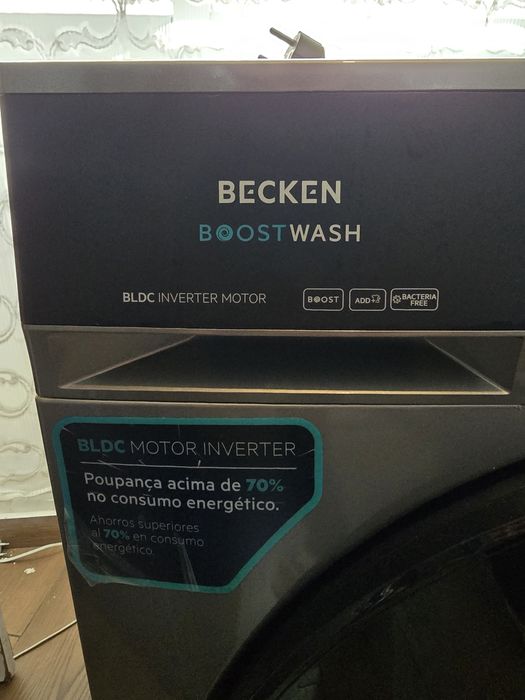 BECKEN
BOOSTWASH
BLDC INVERTER MOTOR
BOOST
ADD+
BACTERIA
FREE
BLDC MOTOR INVERTER
Poupança acima de 70%
no consumo energético.
Ahorros superiores
al 70% en consumo
energético.